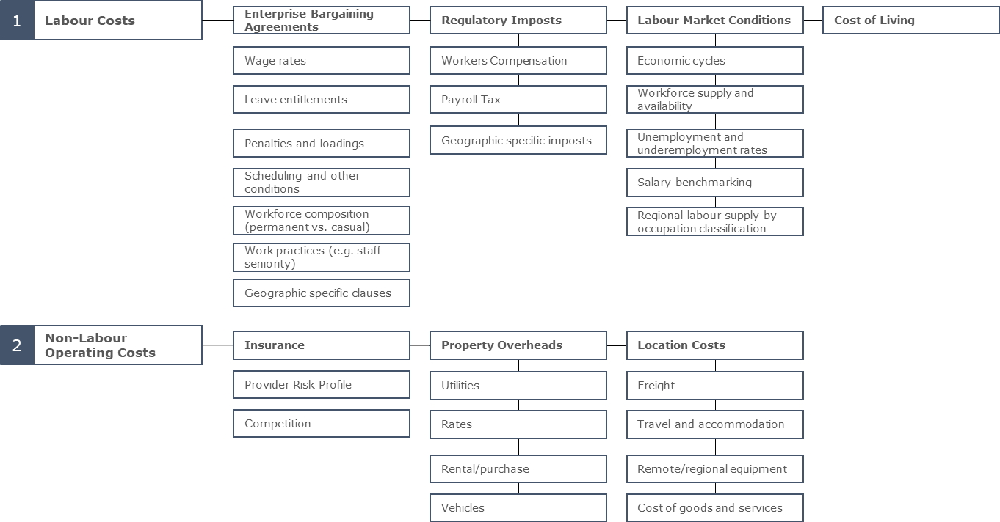 1
Labour Costs
Enterprise Bargaining
Agreements
Wage rates
Leave entitlements
Penalties and loadings
Scheduling and other
conditions
Workforce composition
(permanent vs. casual)
Work practices (e.g. staff
seniority)
Geographic specific clauses
Regulatory Imposts
Workers Compensation
Payroll Tax
Geographic specific imposts
Labour Market Conditions
Economic cycles
Workforce supply and
availability
Unemployment and
underemployment rates
Salary benchmarking
Regional labour supply by
occupation classification
Cost of Living
2
Non-Labour
Operating Costs
Insurance
Provider Risk Profile
Competition
Property Overheads
Utilities
Rates
Rental/purchase
Vehicles
Location Costs
Freight
Travel and accommodation
Remote/regional equipment
Cost of goods and services